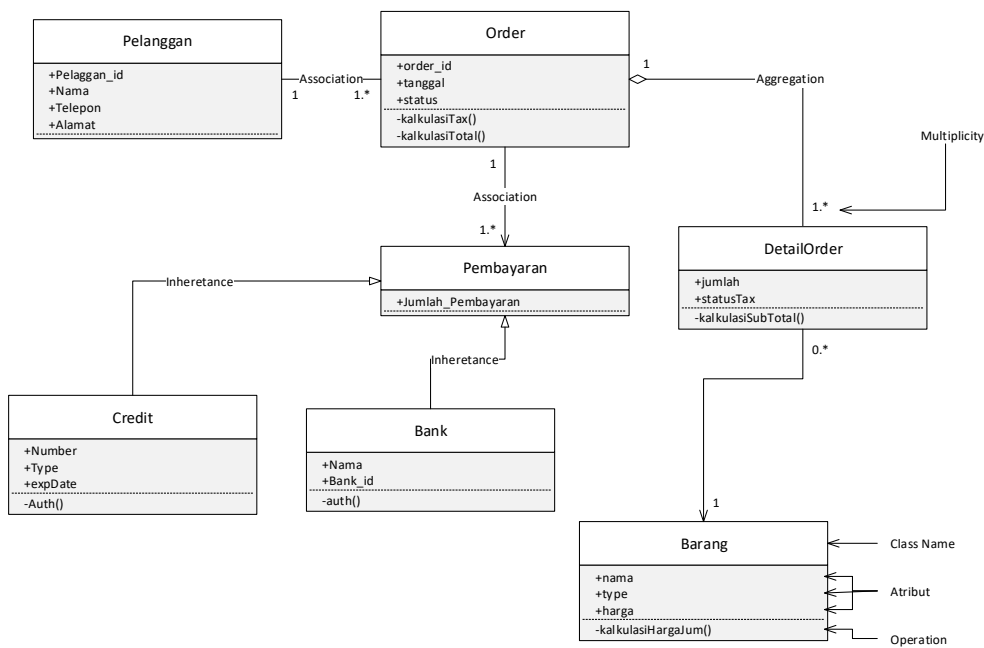 Pelanggan
+Pelaggan_id
+Nama
+Telepon
+Alamat
Association
1
1.*
Order
+order_id
+tanggal
+status
-kalkulasiTax()
-kalkulasiTotal()
1
Aggregation
Multiplicity
1.*
1
Association
1.*
DetailOrder
+jumlah
+statusTax
-kalkulasiSubTotal()
0.*
Pembayaran
+Jumlah_Pembayaran
Inheretance
Inheretance
Credit
+Number
+Type
+expDate
-Auth()
Bank
+Nama
+Bank_id
-auth()
1
Barang
+nama
+type
+harga
-kalkulasiHargaJum()
Class Name
Atribut
Operation